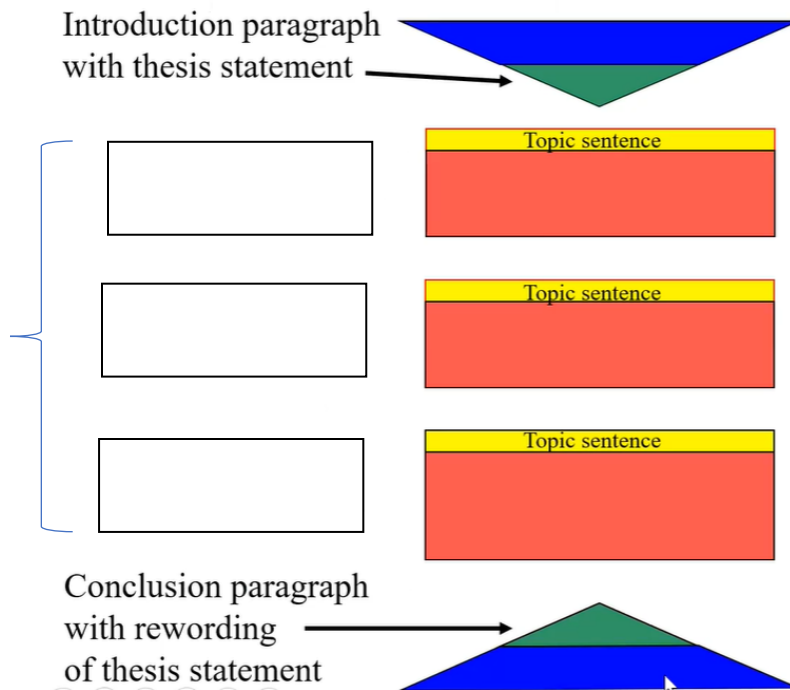 Introduction paragraph
with thesis statement
Topic sentence
Topic sentence
Topic sentence
Conclusion paragraph
with rewording
of thesis statement